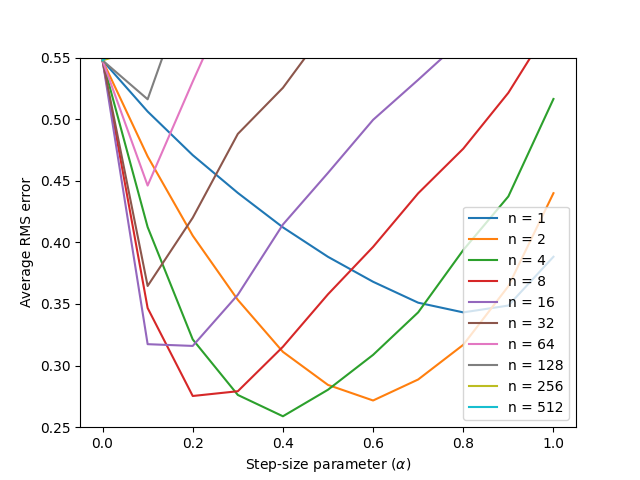 0.55
0.50
0.45
0.40
0.35
0.30
0.25
Average RMS error
n = 1
n = 2
n = 4
n = 8
n = 16
n = 32
n = 64
n = 128
n = 256
n = 512
0.0 0.2 0.4 0.6 0.8 1.0
Step-size parameter (α)